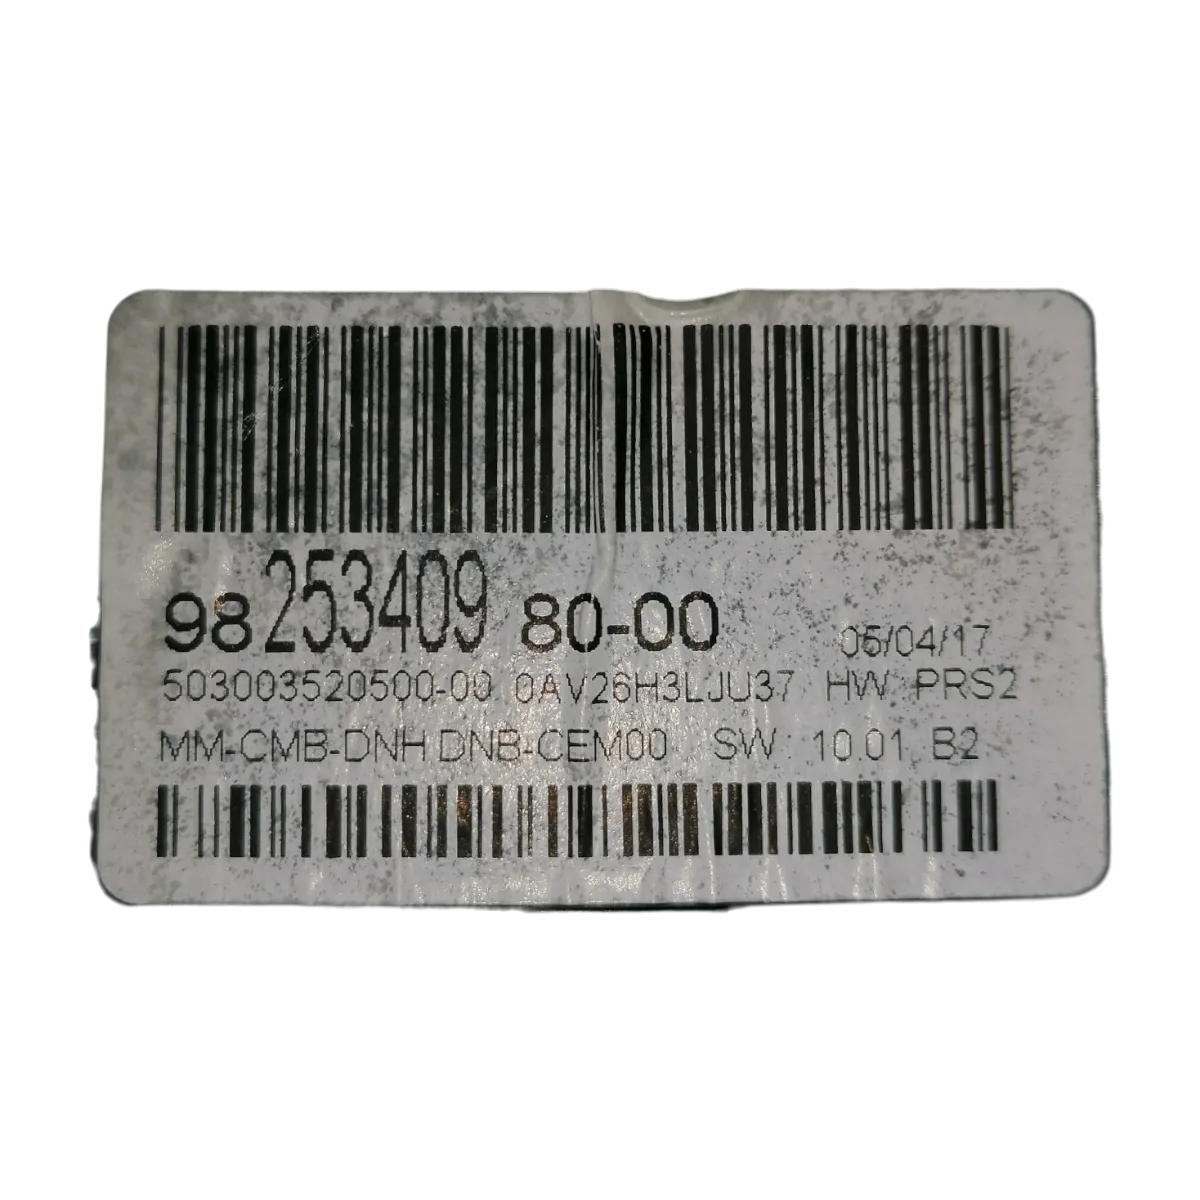 98 253409 80-00 05/04/17
503003520500-00 0AV26H3LJU37 HW: PRS2
MM-CMB-DNH DNB-CEM00 SW: 10.01 B2